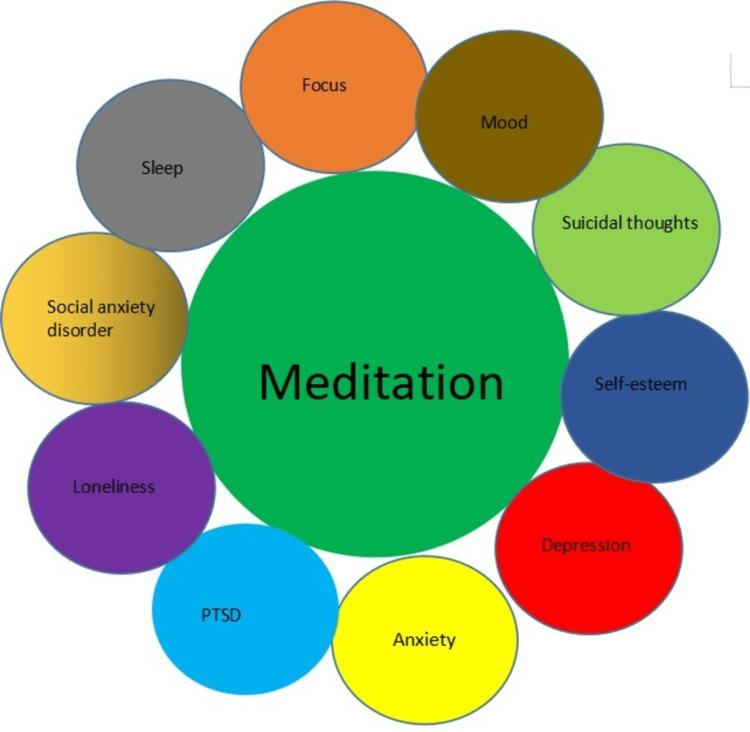 Focus
Mood
Sleep
Suicidal thoughts
Social anxiety
disorder
Meditation
Self-esteem
Loneliness
Depression
PTSD
Anxiety